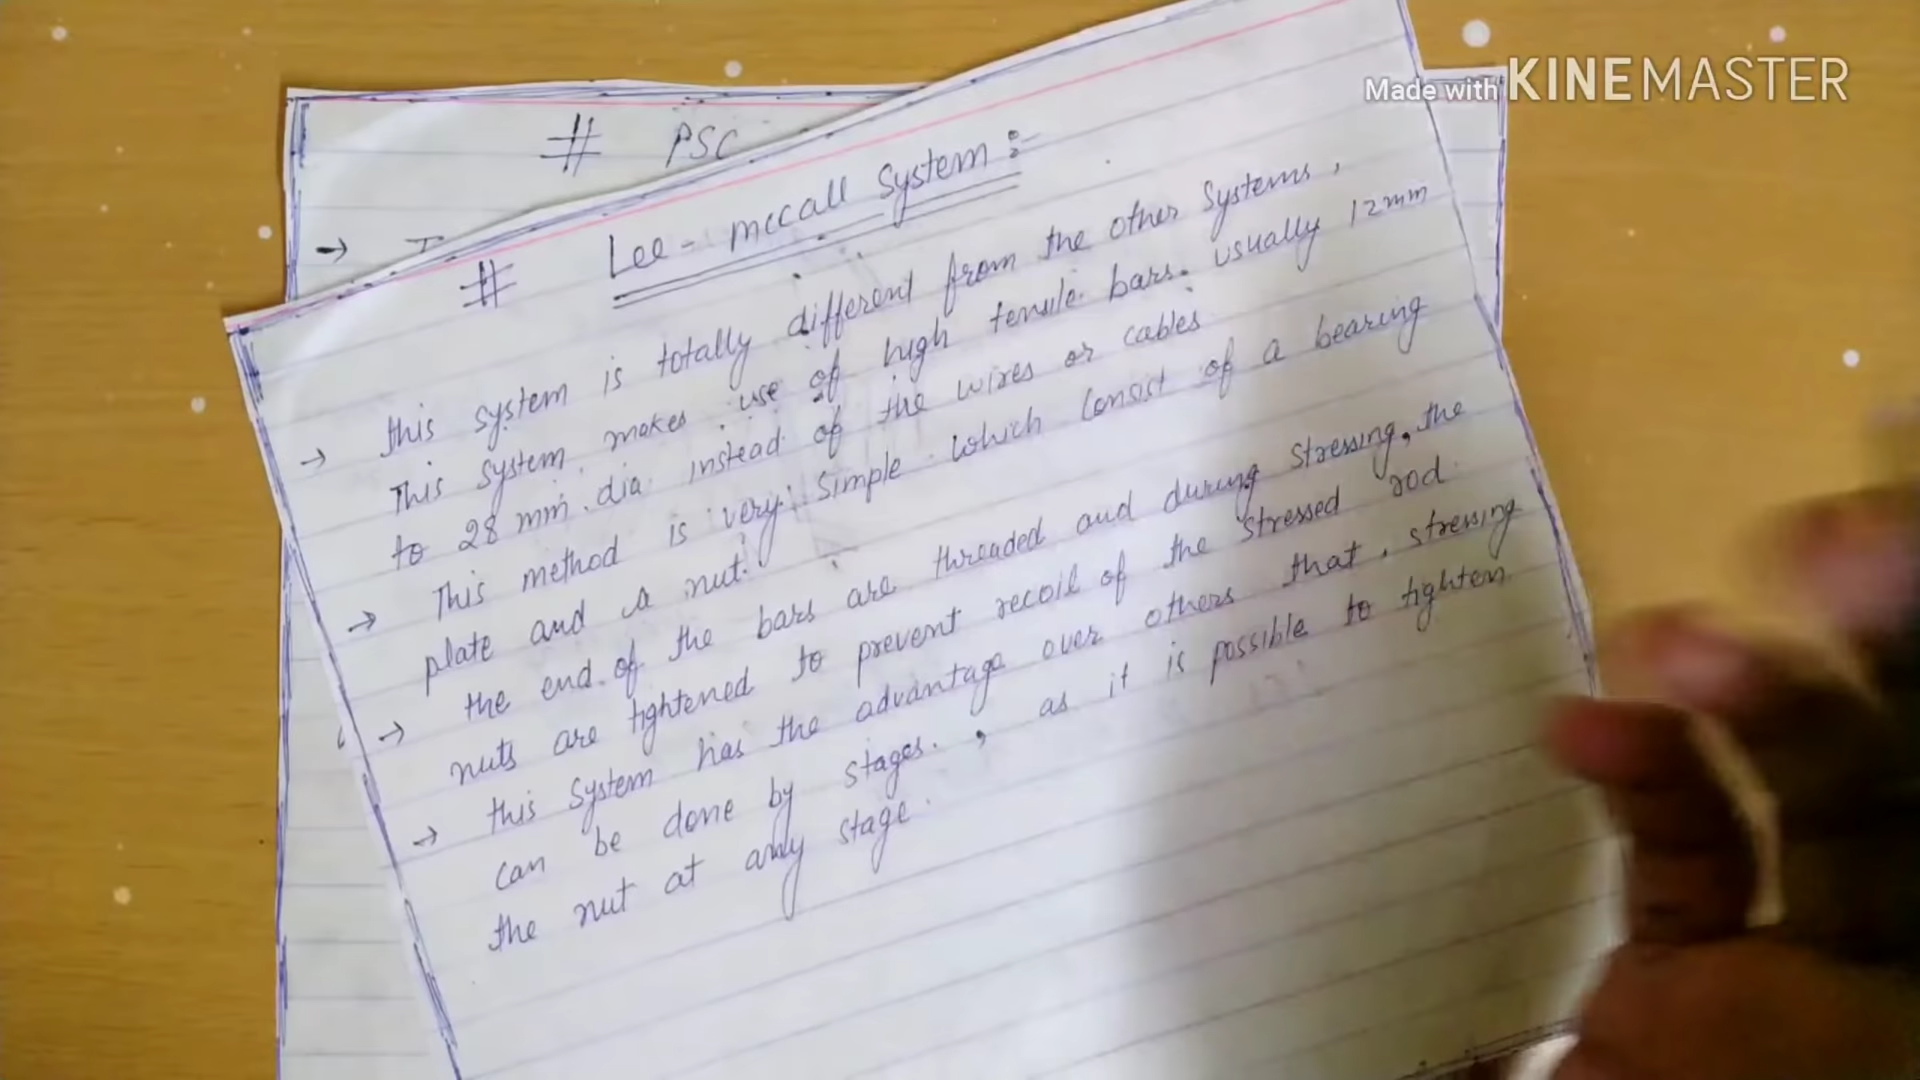 Made with KINEMASTER
# PSC
→
# Lee - mccall System :-
→ this system is totally different from the other Systems,
This system makes use of high tensile bars. usually 12mm
to 28 mm dia instead of the wires or cables
→ This method is very simple which consist of a bearing
plate and a nut.
→ the end of the bars are threaded and during stressing, the
nuts are tightened to prevent recoil of the stressed rod
→ this system has the advantage over others that, stressing
can be done by stages. , as it is possible to tighten
the nut at any stage.